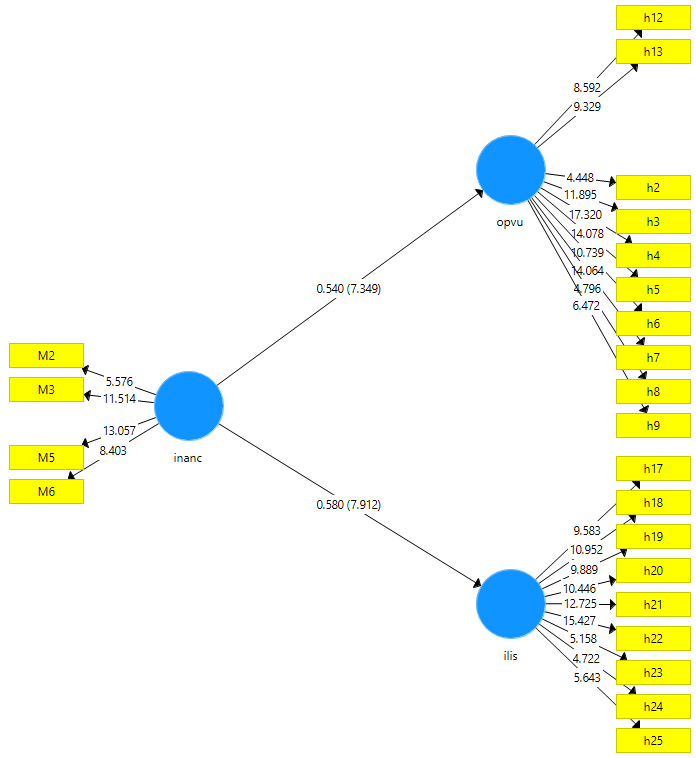 h12
h13
8.592
9.329
opvu
4.448
11.895
17.320
14.078
10.739
14.064
4.796
6.472
h2
h3
h4
h5
h6
h7
h8
h9
0.540 (7.349)
M2
M3
M5
M6
5.576
11.514
13.057
8.403
inanc
0.580 (7.912)
h17
h18
h19
h20
h21
h22
h23
h24
h25
9.583
10.952
9.889
10.446
12.725
15.427
5.158
4.722
5.643
ilis